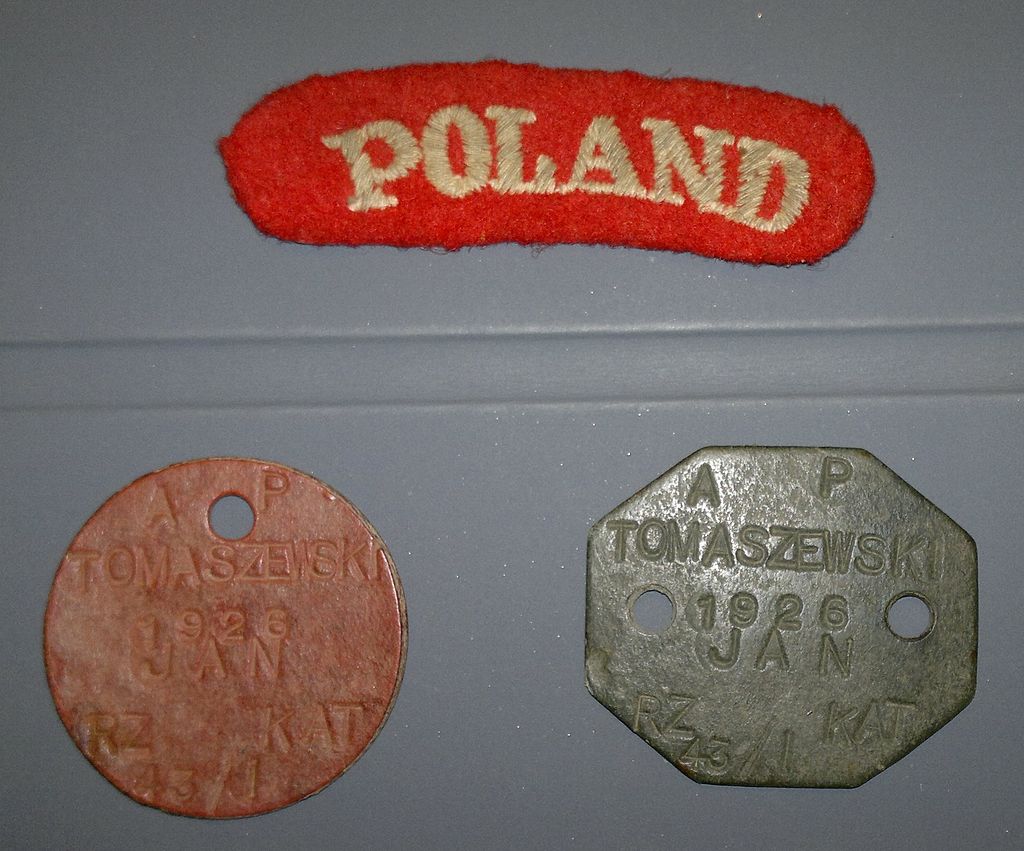 POLAND
A P
TOMASZEWSKI
1926
JAN
RZ KAT
43/I
A P
TOMASZEWSKI
1926
JAN
RZ KAT
43/I